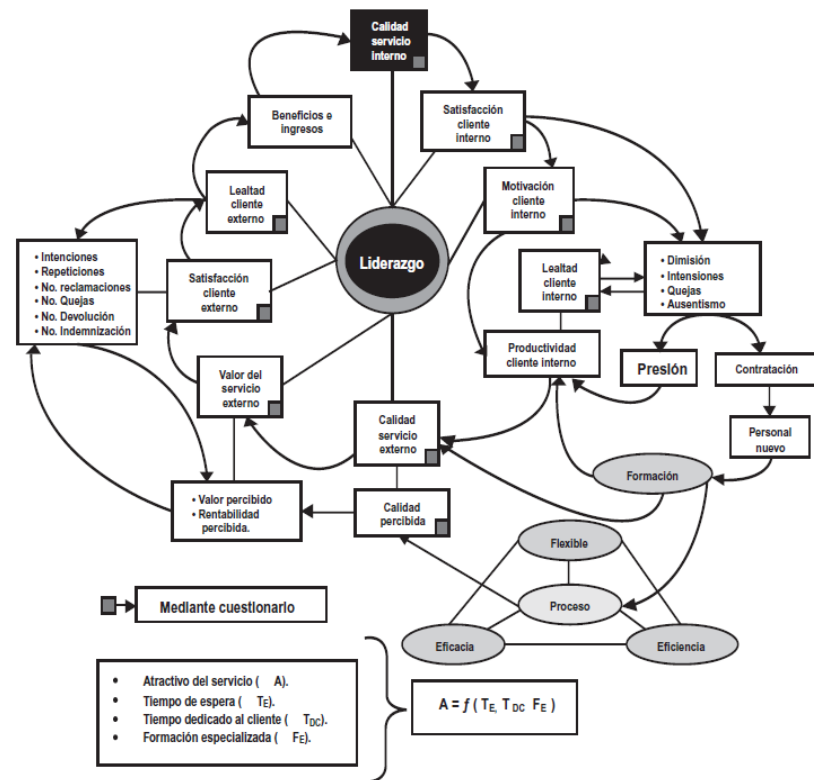 Calidad
servicio
interno
Beneficios e
ingresos
Satisfacción
cliente
interno
Lealtad
cliente
externo
Motivación
cliente
interno
Liderazgo
• Intenciones
• Repeticiones
• No. reclamaciones
• No. Quejas
• No. Devolución
• No. Indemnización
Satisfacción
cliente
externo
Lealtad
cliente
interno
• Dimisión
• Intensiones
• Quejas
• Ausentismo
Productividad
cliente interno
Presión
Contratación
Valor del
servicio
externo
Calidad
servicio
externo
Personal
nuevo
Formación
• Valor percibido
• Rentabilidad
percibida.
Calidad
percibida
Flexible
Proceso
Eficacia
Eficiencia
Mediante cuestionario
• Atractivo del servicio ( A).
• Tiempo de espera ( TE).
• Tiempo dedicado al cliente ( TDC).
• Formación especializada ( FE).
A = f ( TE, T DC FE )